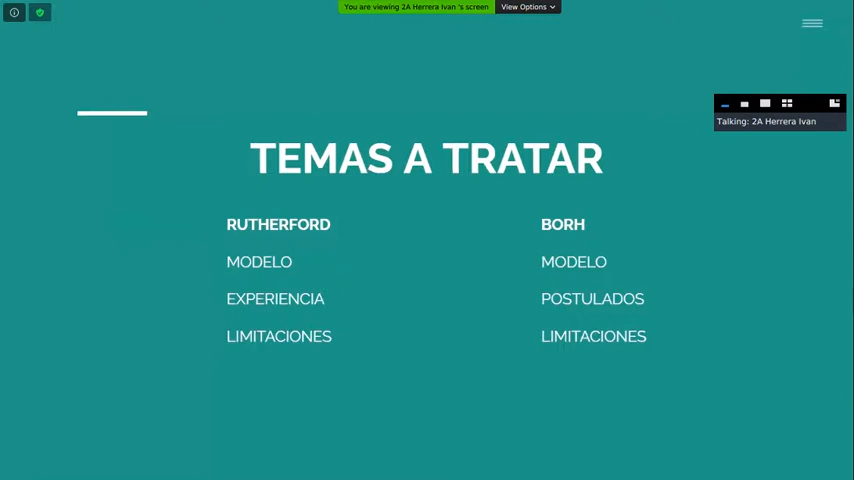 You are viewing 2A Herrera Ivan 's screen
View Options
Talking: 2A Herrera Ivan
TEMAS A TRATAR
RUTHERFORD
MODELO
EXPERIENCIA
LIMITACIONES
BORH
MODELO
POSTULADOS
LIMITACIONES